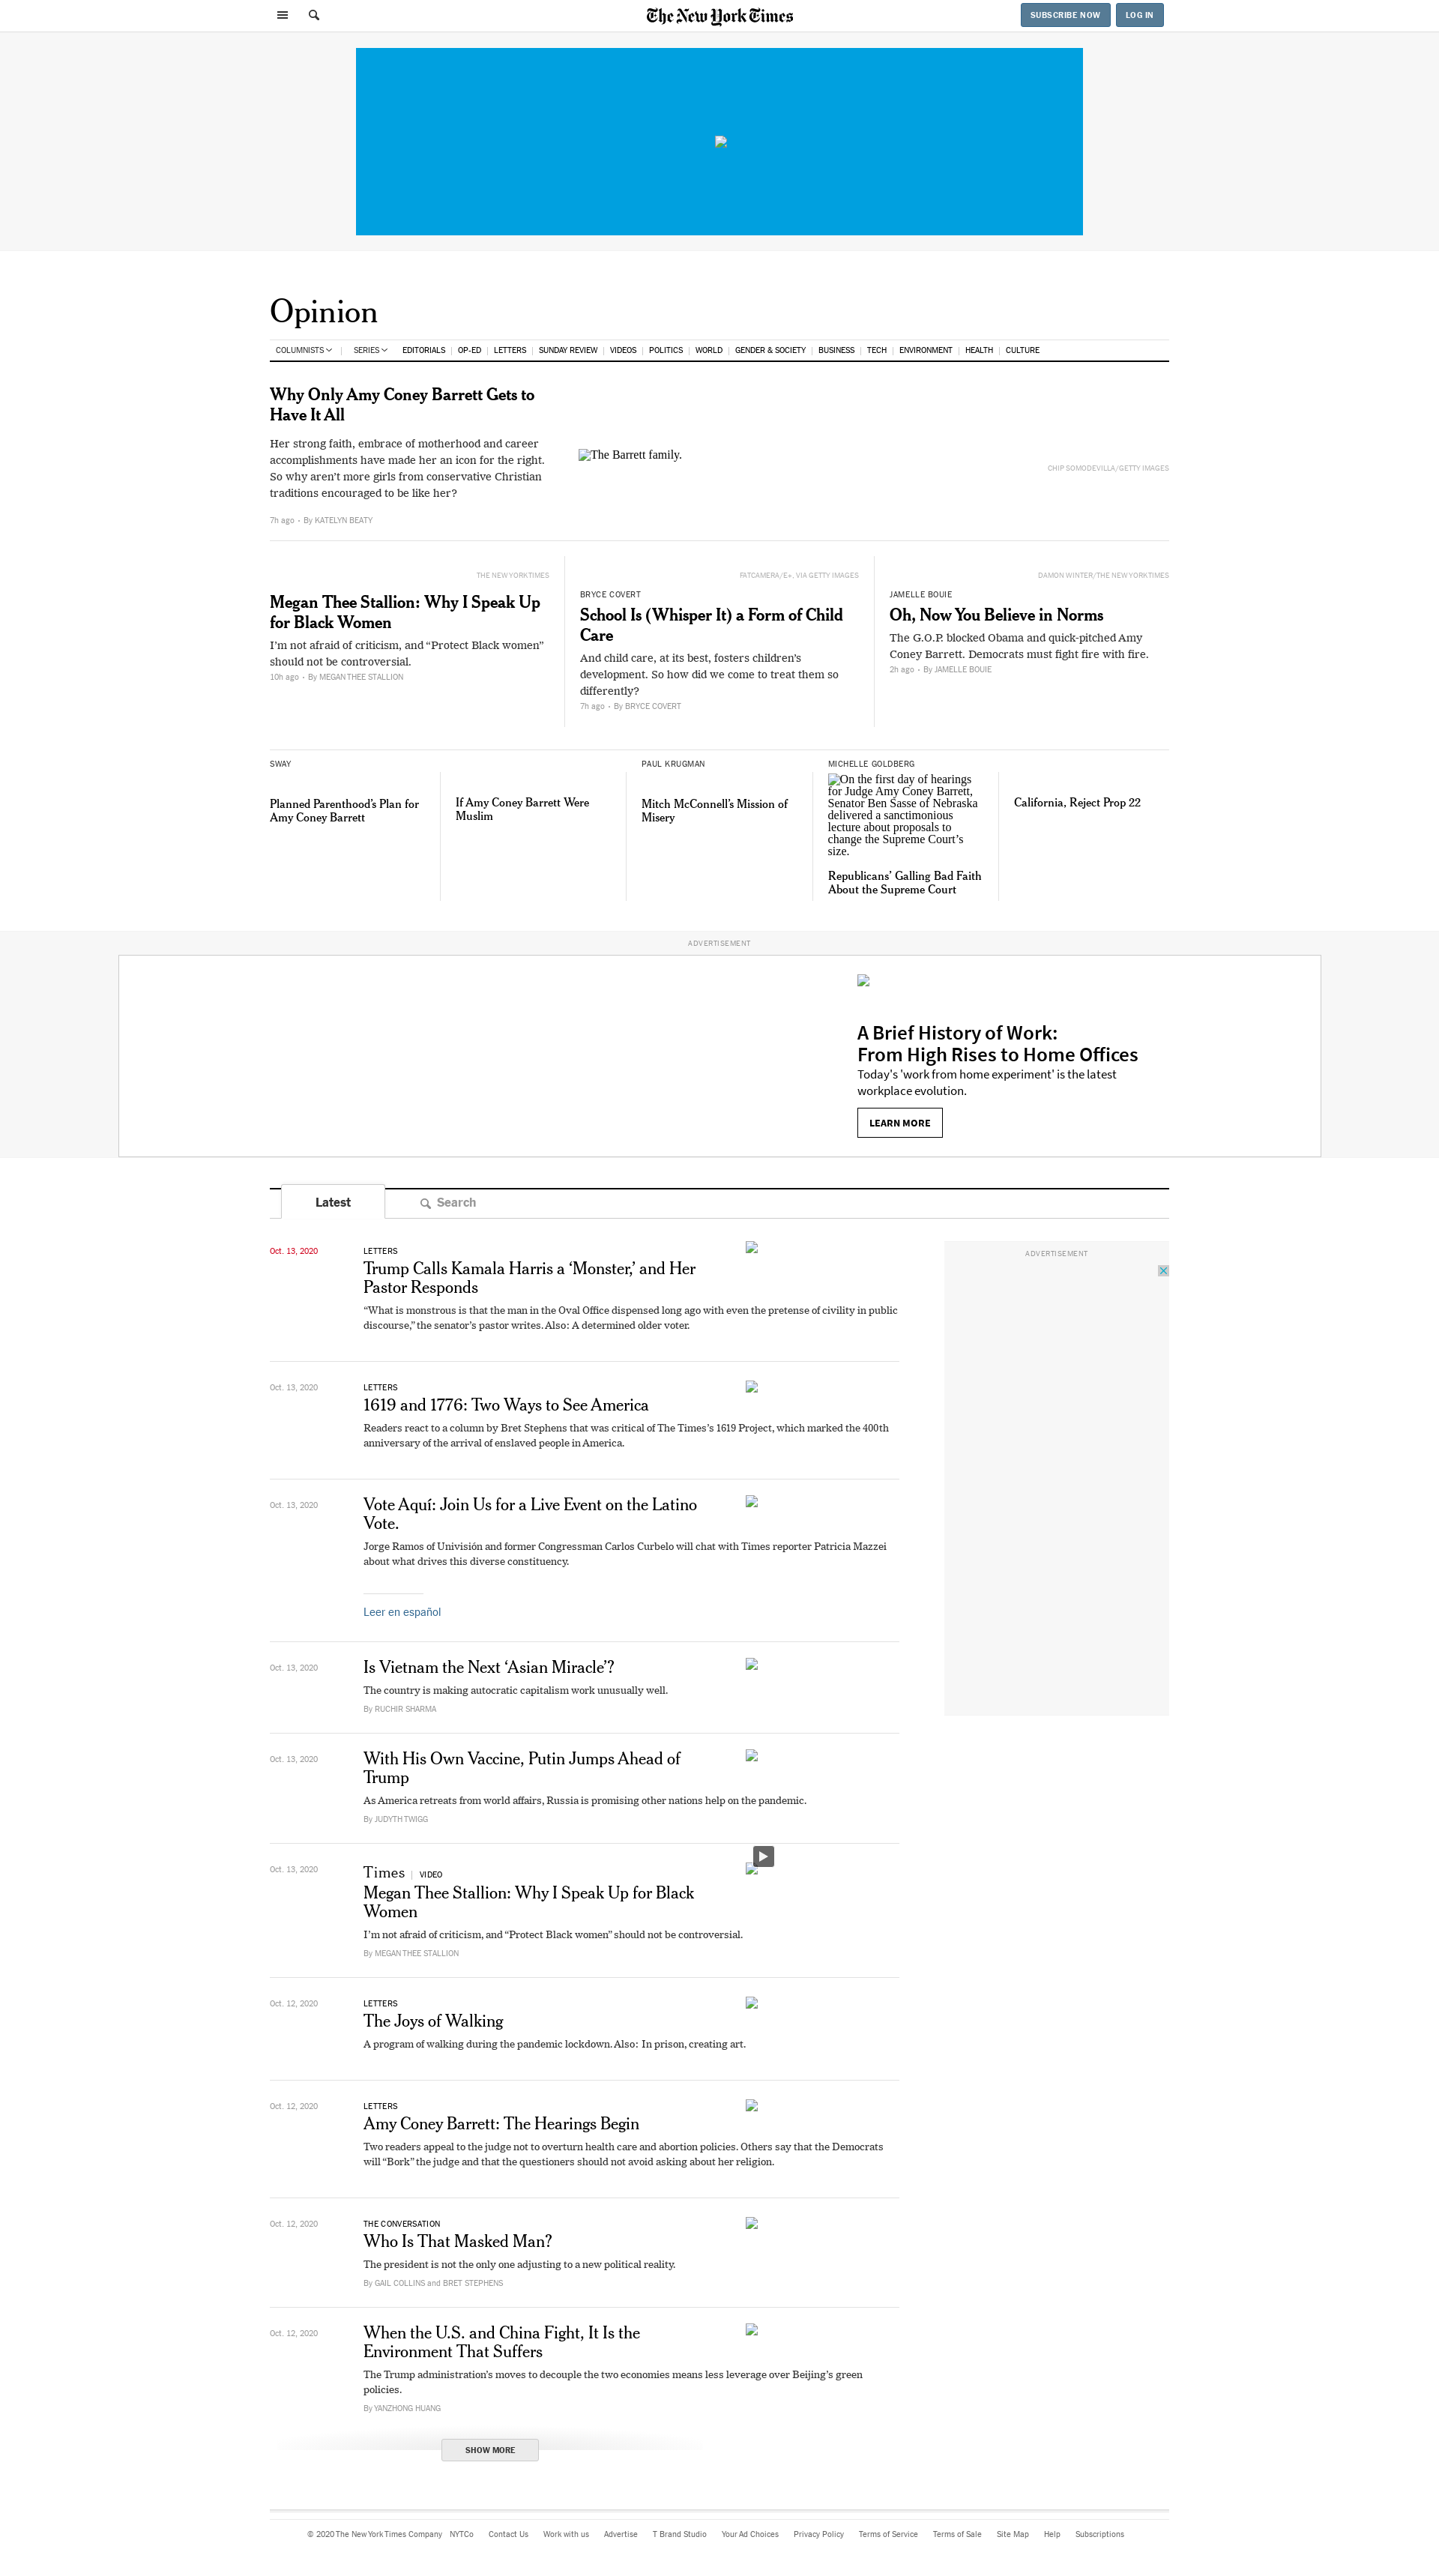 The New York Times
SUBSCRIBE NOW
LOG IN
Opinion
COLUMNISTS
SERIES
EDITORIALS
OP-ED
LETTERS
SUNDAY REVIEW
VIDEOS
POLITICS
WORLD
GENDER & SOCIETY
BUSINESS
TECH
ENVIRONMENT
HEALTH
CULTURE
Why Only Amy Coney Barrett Gets to
Have It All
Her strong faith, embrace of motherhood and career
accomplishments have made her an icon for the right.
So why aren't more girls from conservative Christian
traditions encouraged to be like her?
7h ago • By KATELYN BEATY
The Barrett family.
CHIP SOMODEVILLA/GETTY IMAGES
THE NEW YORK TIMES
Megan Thee Stallion: Why I Speak Up
for Black Women
I'm not afraid of criticism, and “Protect Black women”
should not be controversial.
10h ago • By MEGAN THEE STALLION
FATCAMERA/E+, VIA GETTY IMAGES
BRYCE COVERT
School Is (Whisper It) a Form of Child
Care
And child care, at its best, fosters children's
development. So how did we come to treat them so
differently?
7h ago • By BRYCE COVERT
DAMON WINTER/THE NEW YORK TIMES
JAMELLE BOUIE
Oh, Now You Believe in Norms
The G.O.P. blocked Obama and quick-pitched Amy
Coney Barrett. Democrats must fight fire with fire.
2h ago • By JAMELLE BOUIE
SWAY
Planned Parenthood’s Plan for
Amy Coney Barrett
If Amy Coney Barrett Were
Muslim
PAUL KRUGMAN
Mitch McConnell’s Mission of
Misery
MICHELLE GOLDBERG
On the first day of hearings
for Judge Amy Coney Barrett,
Senator Ben Sasse of Nebraska
delivered a sanctimonious
lecture about proposals to
change the Supreme Court’s
size.
Republicans’ Galling Bad Faith
About the Supreme Court
California, Reject Prop 22
ADVERTISEMENT
A Brief History of Work:
From High Rises to Home Offices
Today's 'work from home experiment' is the latest
workplace evolution.
LEARN MORE
Latest
Search
ADVERTISEMENT
Oct. 13, 2020
LETTERS
Trump Calls Kamala Harris a ‘Monster,’ and Her
Pastor Responds
“What is monstrous is that the man in the Oval Office dispensed long ago with even the pretense of civility in public
discourse,” the senator’s pastor writes. Also: A determined older voter.
Oct. 13, 2020
LETTERS
1619 and 1776: Two Ways to See America
Readers react to a column by Bret Stephens that was critical of The Times’s 1619 Project, which marked the 400th
anniversary of the arrival of enslaved people in America.
Oct. 13, 2020
Vote Aquí: Join Us for a Live Event on the Latino
Vote.
Jorge Ramos of Univisión and former Congressman Carlos Curbelo will chat with Times reporter Patricia Mazzei
about what drives this diverse constituency.
Leer en español
Oct. 13, 2020
Is Vietnam the Next ‘Asian Miracle’?
The country is making autocratic capitalism work unusually well.
By RUCHIR SHARMA
Oct. 13, 2020
With His Own Vaccine, Putin Jumps Ahead of
Trump
As America retreats from world affairs, Russia is promising other nations help on the pandemic.
By JUDYTH TWIGG
Oct. 13, 2020
Times | VIDEO
Megan Thee Stallion: Why I Speak Up for Black
Women
I’m not afraid of criticism, and “Protect Black women” should not be controversial.
By MEGAN THEE STALLION
Oct. 12, 2020
LETTERS
The Joys of Walking
A program of walking during the pandemic lockdown. Also: In prison, creating art.
Oct. 12, 2020
LETTERS
Amy Coney Barrett: The Hearings Begin
Two readers appeal to the judge not to overturn health care and abortion policies. Others say that the Democrats
will “Bork” the judge and that the questioners should not avoid asking about her religion.
Oct. 12, 2020
THE CONVERSATION
Who Is That Masked Man?
The president is not the only one adjusting to a new political reality.
By GAIL COLLINS and BRET STEPHENS
Oct. 12, 2020
When the U.S. and China Fight, It Is the
Environment That Suffers
The Trump administration’s moves to decouple the two economies means less leverage over Beijing’s green
policies.
By YANZHONG HUANG
SHOW MORE
© 2020 The New York Times Company
NYTCo
Contact Us
Work with us
Advertise
T Brand Studio
Your Ad Choices
Privacy Policy
Terms of Service
Terms of Sale
Site Map
Help
Subscriptions